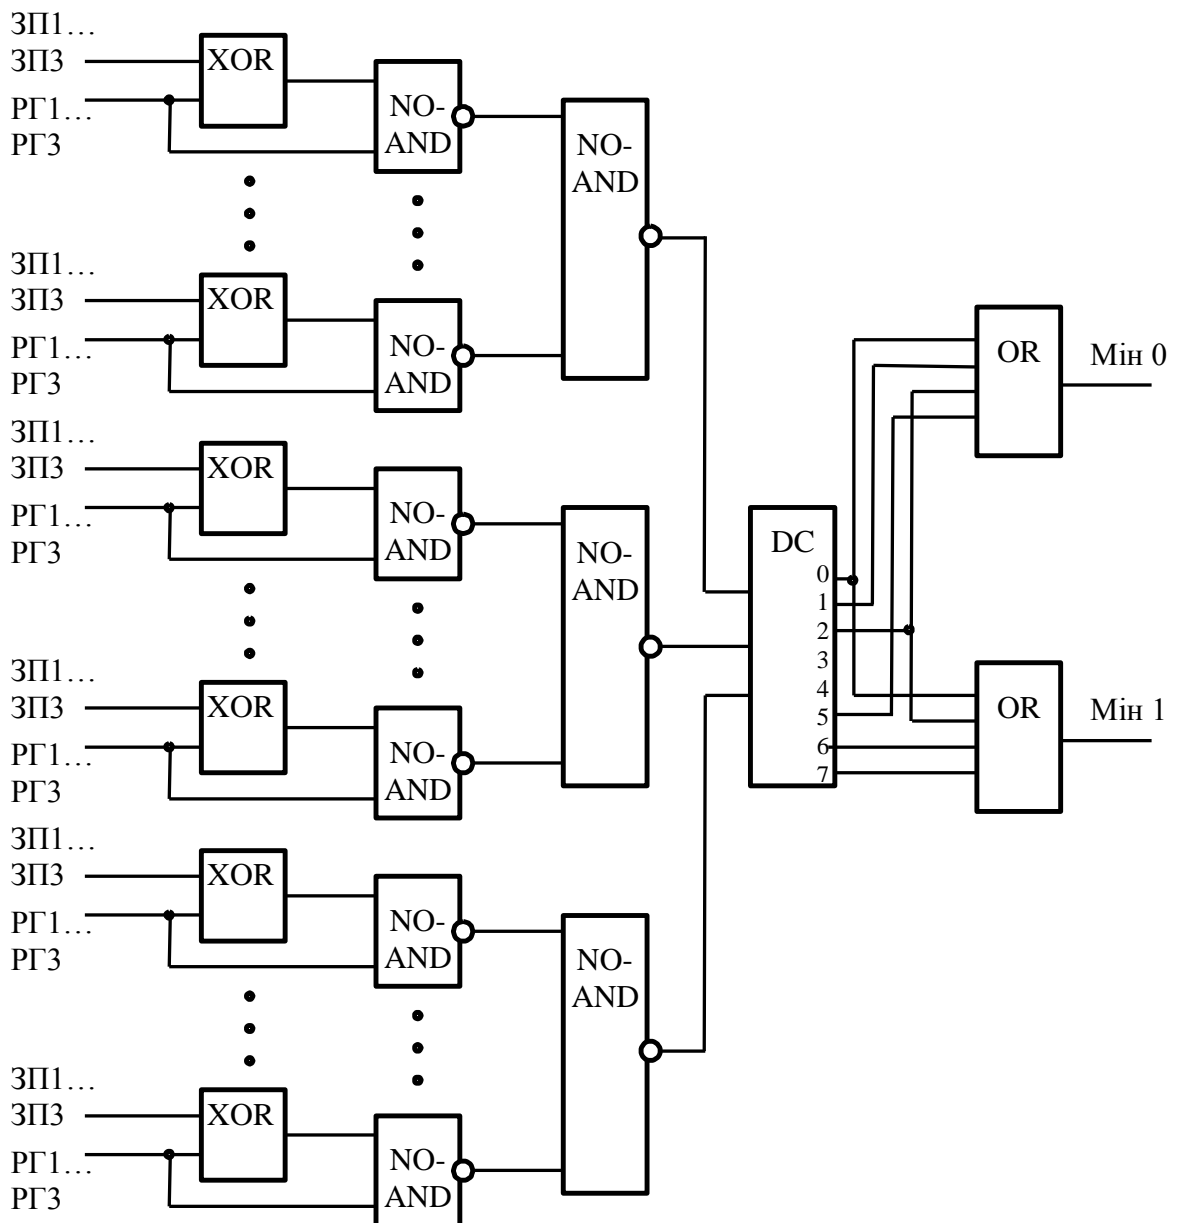 ЗП1…
ЗП3
РГ1…
РГ3
XOR
NO-
AND
NO-
AND
ЗП1…
ЗП3
РГ1…
РГ3
XOR
NO-
AND
OR
Мін 0
ЗП1…
ЗП3
РГ1…
РГ3
XOR
NO-
AND
NO-
AND
DC
0
1
2
3
4
5
6
7
ЗП1…
ЗП3
РГ1…
РГ3
XOR
NO-
AND
OR
Мін 1
ЗП1…
ЗП3
РГ1…
РГ3
XOR
NO-
AND
NO-
AND
ЗП1…
ЗП3
РГ1…
РГ3
XOR
NO-
AND